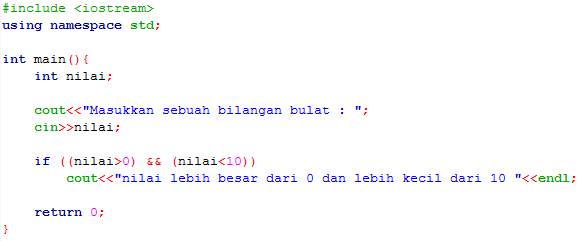 #include <iostream>
using namespace std;
int main(){
int nilai;
cout<<"Masukkan sebuah bilangan bulat : ";
cin>>nilai;
if ((nilai>0) && (nilai<10))
cout<<"nilai lebih besar dari 0 dan lebih kecil dari 10 "<<endl;
return 0;
}